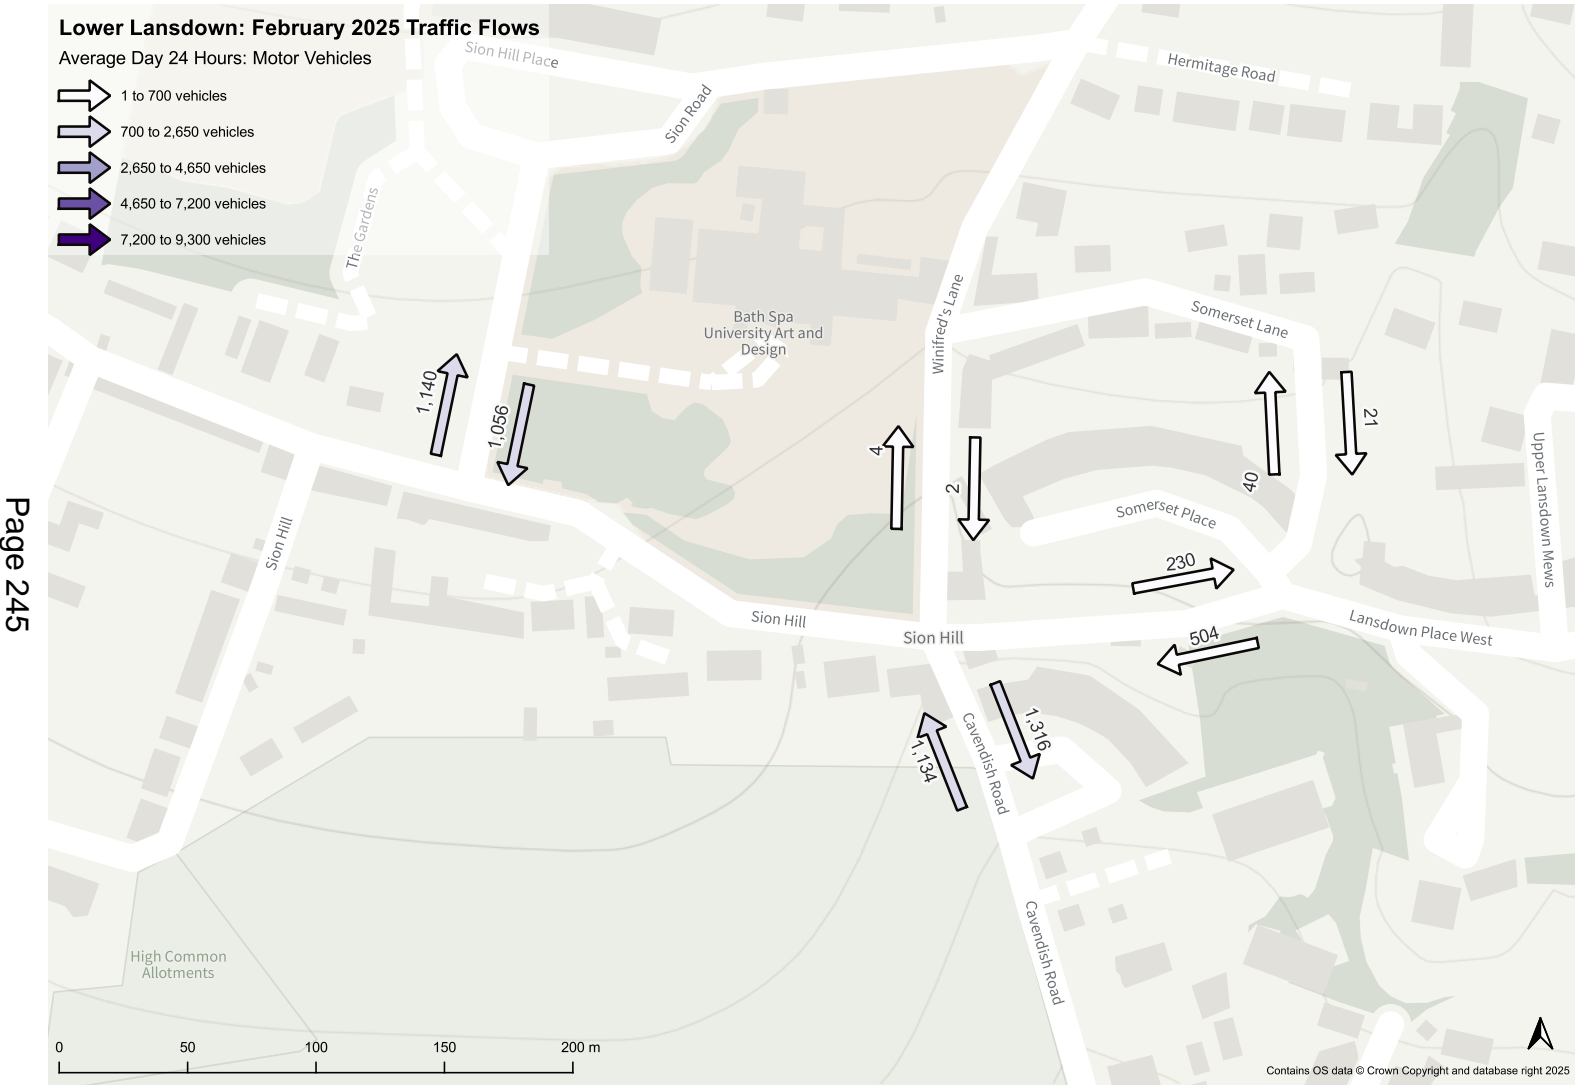 Lower Lansdown: February 2025 Traffic Flows
Average Day 24 Hours: Motor Vehicles
1 to 700 vehicles
700 to 2,650 vehicles
2,650 to 4,650 vehicles
4,650 to 7,200 vehicles
7,200 to 9,300 vehicles
Sion Hill Place
Sion Road
Hermitage Road
The Gardens
Winifred's Lane
Somerset Lane
Bath Spa
University Art and
Design
1,140
1,056
4
2
40
21
Upper Lansdown Mews
Somerset Place
Sion Hill
230
Sion Hill
Sion Hill
504
Lansdown Place West
1,134
1,316
Cavendish Road
Cavendish Road
High Common
Allotments
0 50 100 150 200 m
Contains OS data © Crown Copyright and database right 2025
Page 245